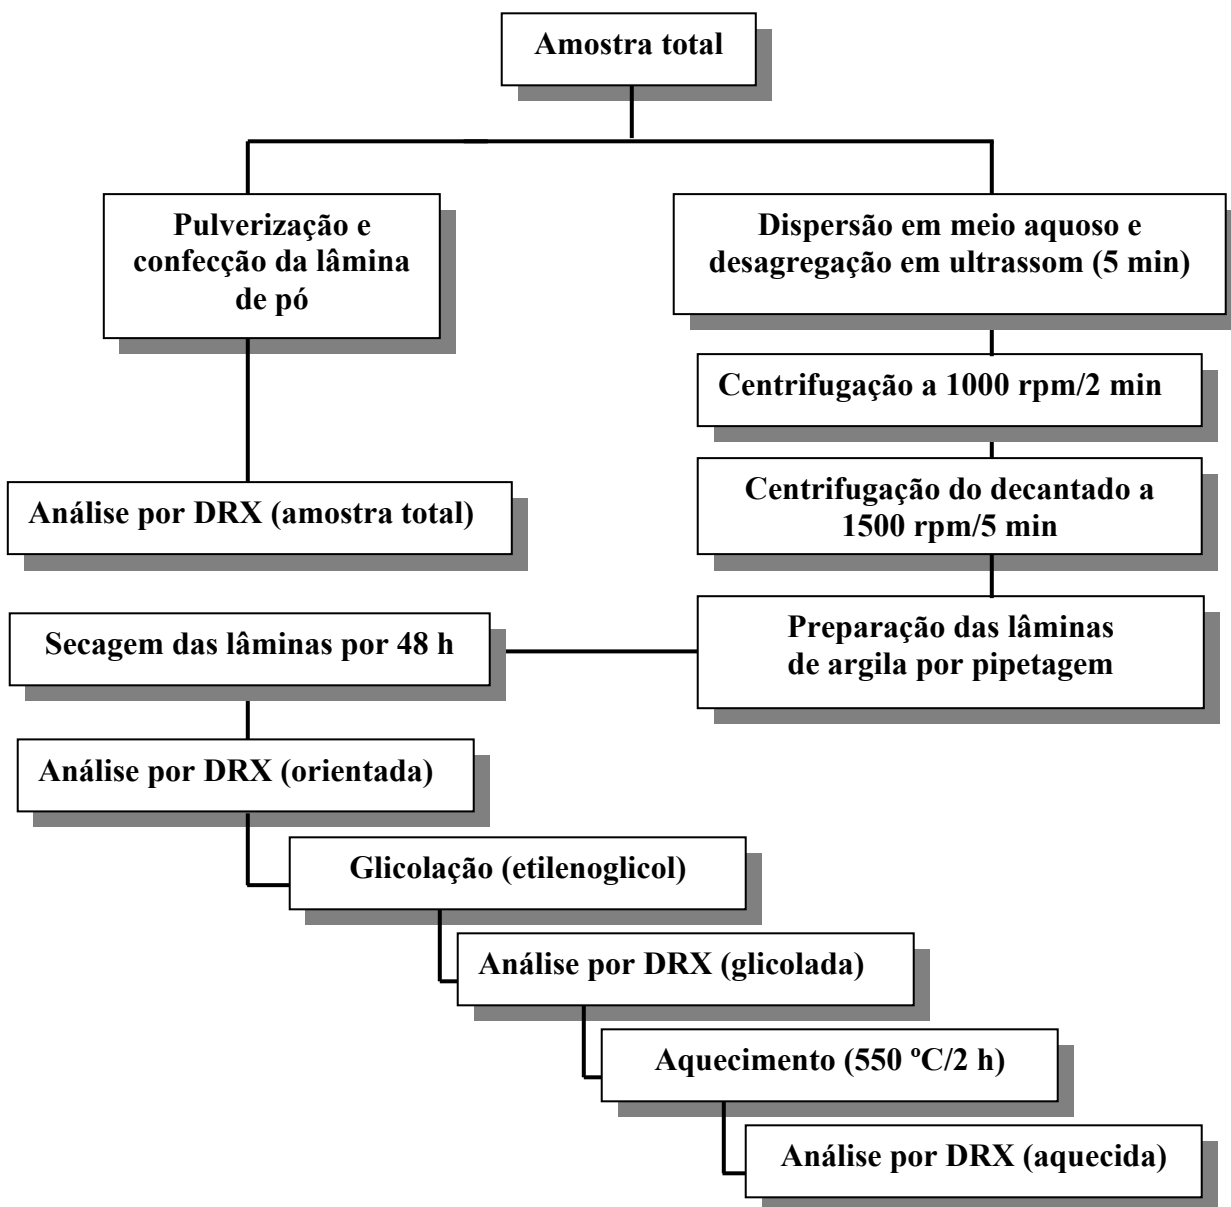 Amostra total
Pulverização e
confecção da lâmina
de pó
Dispersão em meio aquoso e
desagregação em ultrassom (5 min)
Centrifugação a 1000 rpm/2 min
Análise por DRX (amostra total)
Centrifugação do decantado a
1500 rpm/5 min
Secagem das lâminas por 48 h
Preparação das lâminas
de argila por pipetagem
Análise por DRX (orientada)
Glicolação (etilenoglicol)
Análise por DRX (glicolada)
Aquecimento (550 ºC/2 h)
Análise por DRX (aquecida)